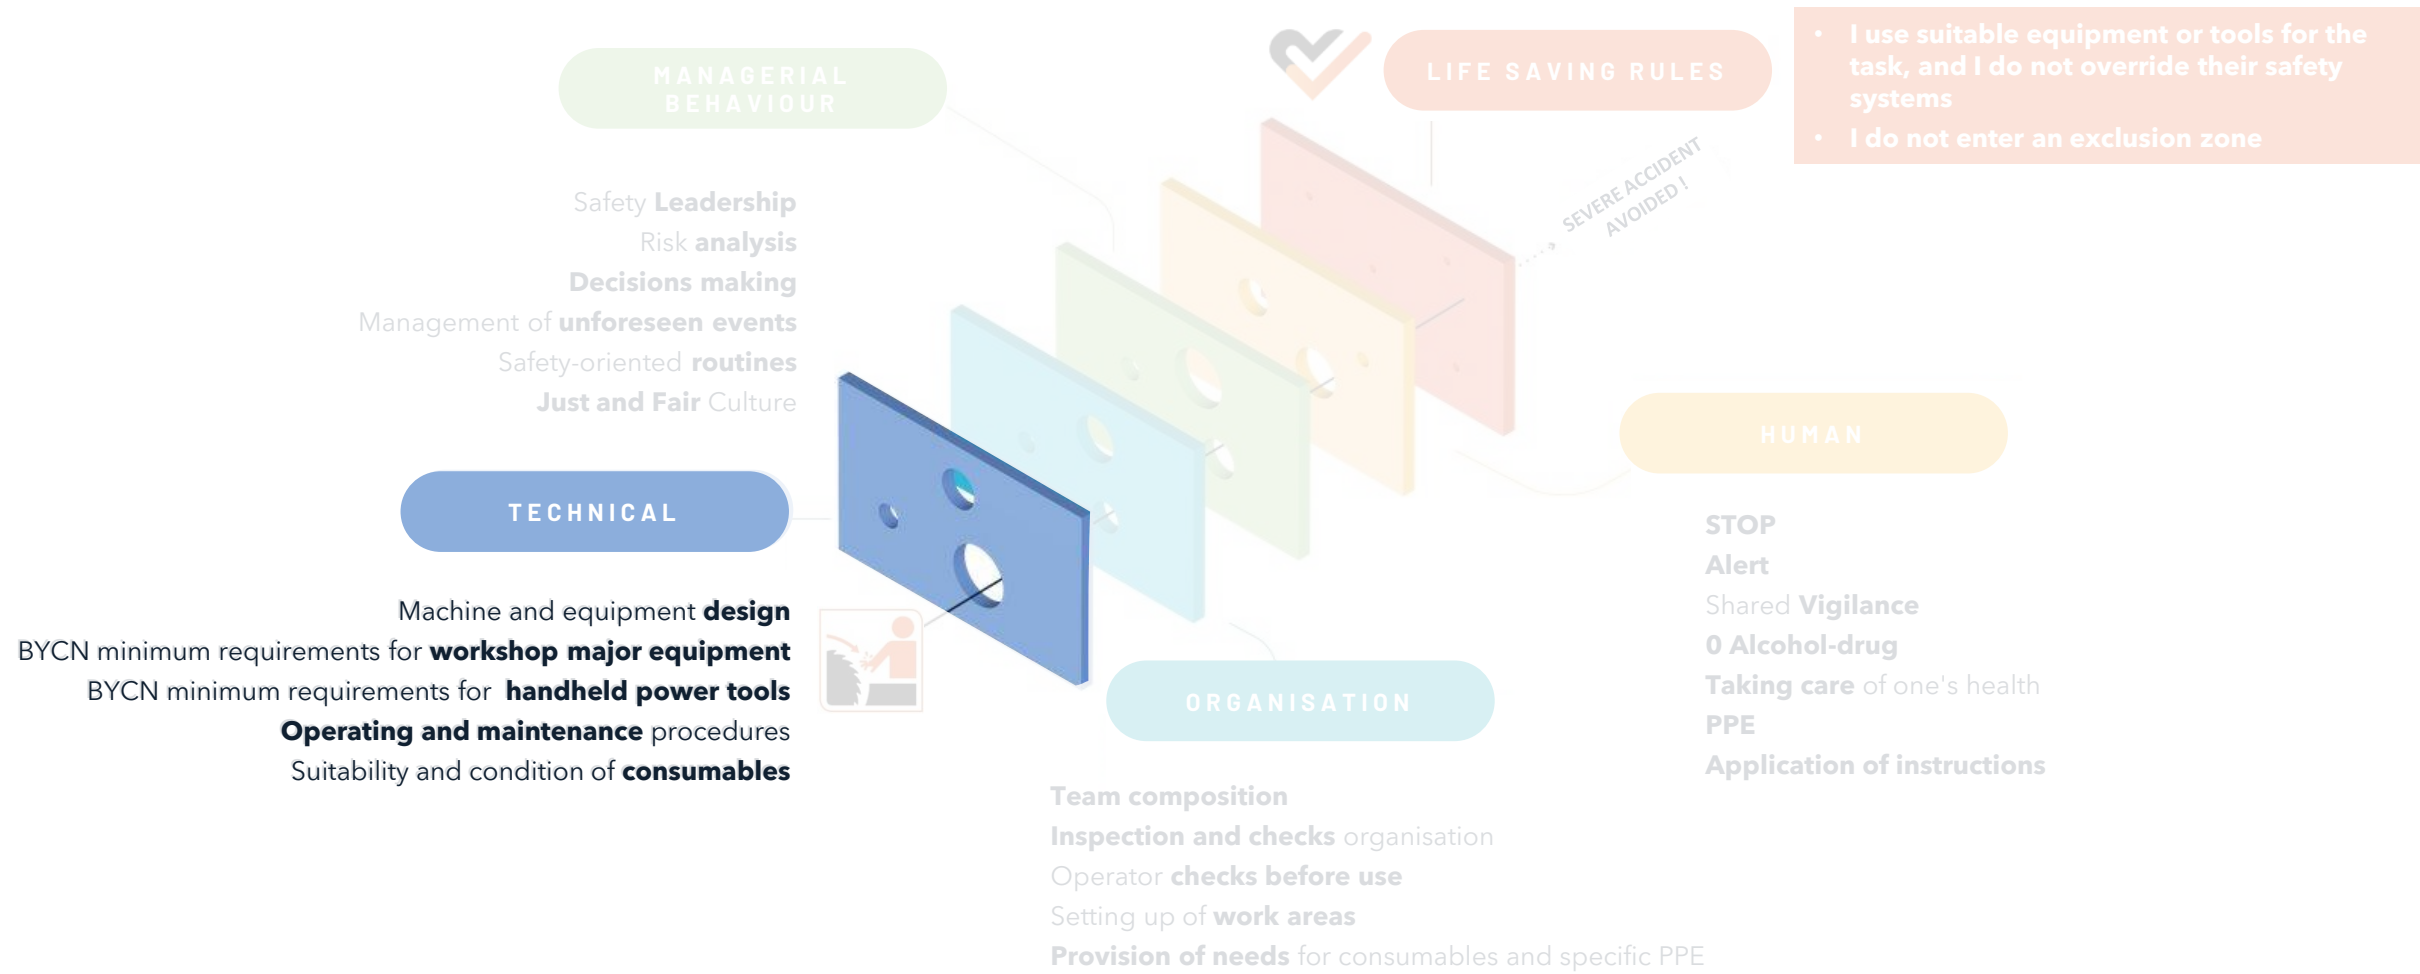 MANAGERIAL
BEHAVIOUR
Safety Leadership
Risk analysis
Decisions making
Management of unforeseen events
Safety-oriented routines
Just and Fair Culture
LIFE SAVING RULES
• I use suitable equipment or tools for the
task, and I do not override their safety
systems
• I do not enter an exclusion zone
SEVERE ACCIDENT
AVOIDED !
TECHNICAL
Machine and equipment design
BYCN minimum requirements for workshop major equipment
BYCN minimum requirements for handheld power tools
Operating and maintenance procedures
Suitability and condition of consumables
HUMAN
STOP
Alert
Shared Vigilance
0 Alcohol-drug
Taking care of one's health
PPE
Application of instructions
ORGANISATION
Team composition
Inspection and checks organisation
Operator checks before use
Setting up of work areas
Provision of needs for consumables and specific PPE